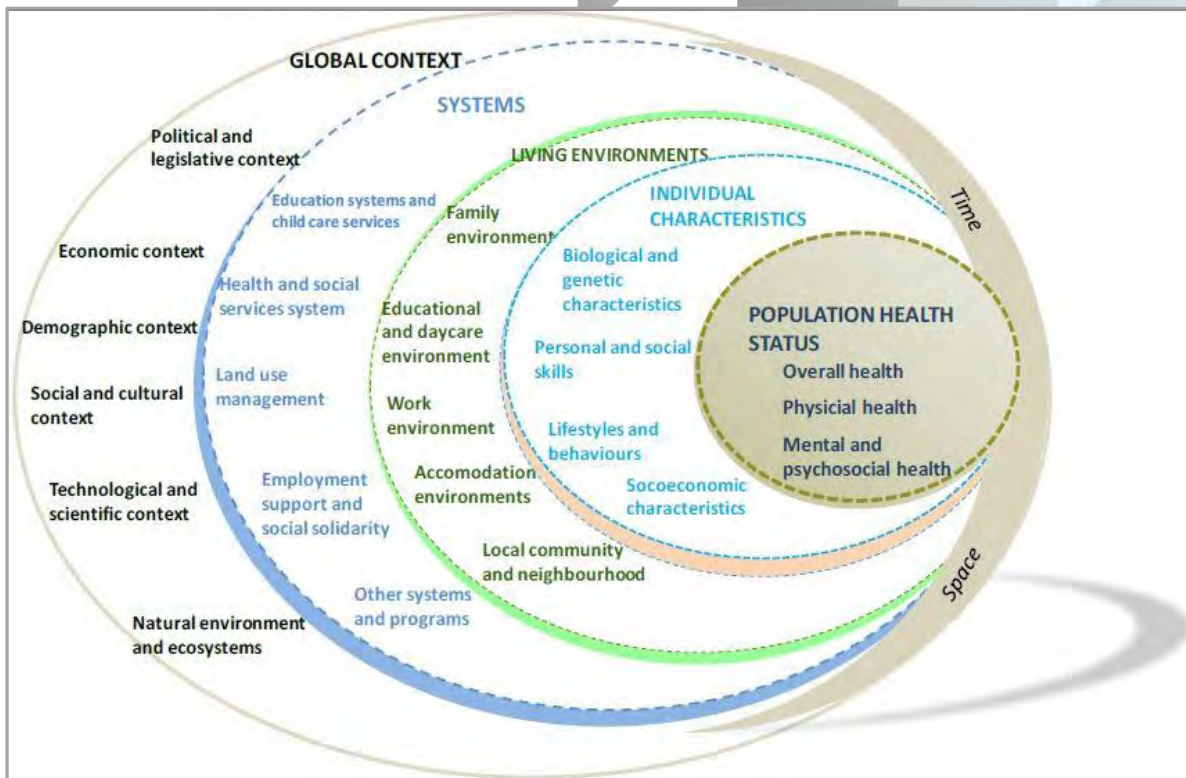 GLOBAL CONTEXT
Political and
legislative context
Economic context
Demographic context
Social and cultural
context
Technological and
scientific context
Natural environment
and ecosystems
SYSTEMS
Education systems and
child care services
Health and social
services system
Land use
management
Employment
support and
social solidarity
Other systems
and programs
LIVING ENVIRONMENTS
Family
environment
Educational
and daycare
environment
Work
environment
Accomodation
environments
Local community
and neighbourhood
INDIVIDUAL
CHARACTERISTICS
Biological and
genetic
characteristics
Personal and social
skills
Lifestyles and
behaviours
Socoeconomic
characteristics
POPULATION HEALTH
STATUS
Overall health
Physicial health
Mental and
psychosocial health
Time
Space